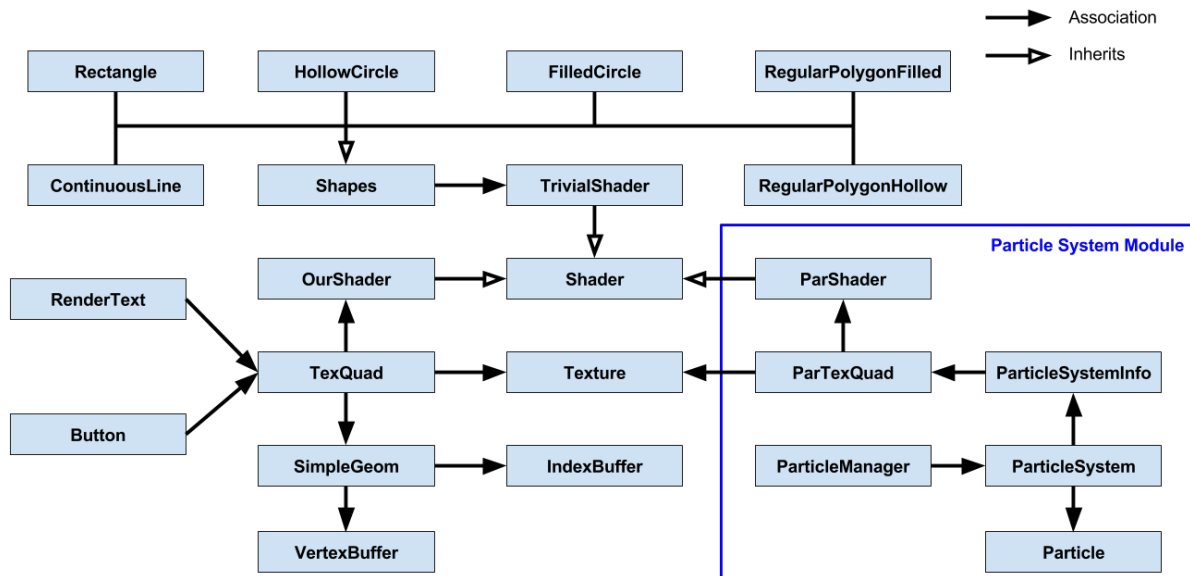 Association
Inherits
Rectangle
HollowCircle
FilledCircle
RegularPolygonFilled
ContinuousLine
Shapes
TrivialShader
RegularPolygonHollow
Particle System Module
OurShader
Shader
ParShader
RenderText
TexQuad
Texture
ParTexQuad
ParticleSystemInfo
Button
SimpleGeom
IndexBuffer
ParticleManager
ParticleSystem
VertexBuffer
Particle